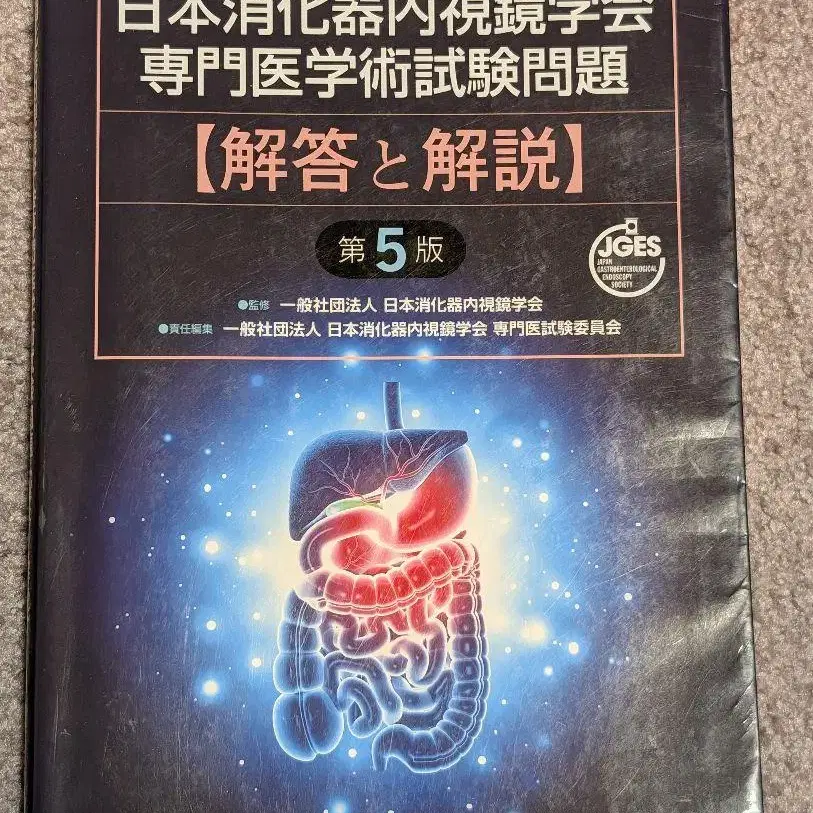 日本消化器内視鏡学会
専門医学術試験問題
【解答と解説】
第5版
JGES
JAPAN
GASTROENTEROLOGICAL
ENDOSCOPY
SOCIETY
●監修 一般社団法人 日本消化器内視鏡学会
●責任編集 一般社団法人 日本消化器内視鏡学会 専門医試験委員会